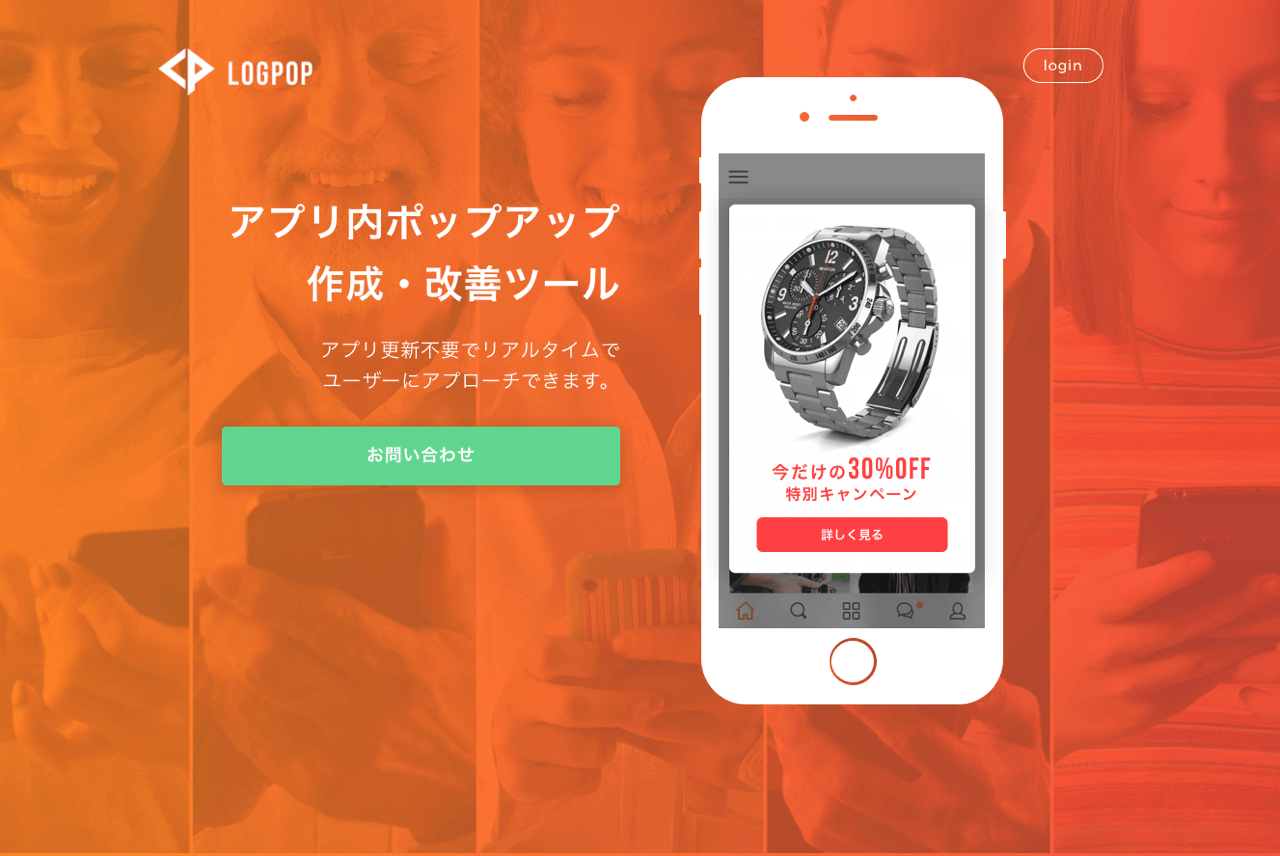 LOGPOP
login
アプリ内ポップアップ
作成・改善ツール
アプリ更新不要でリアルタイムで
ユーザーにアプローチできます。
お問い合わせ
12
9
3
今だけの30%OFF
特別キャンペーン
詳しく見る